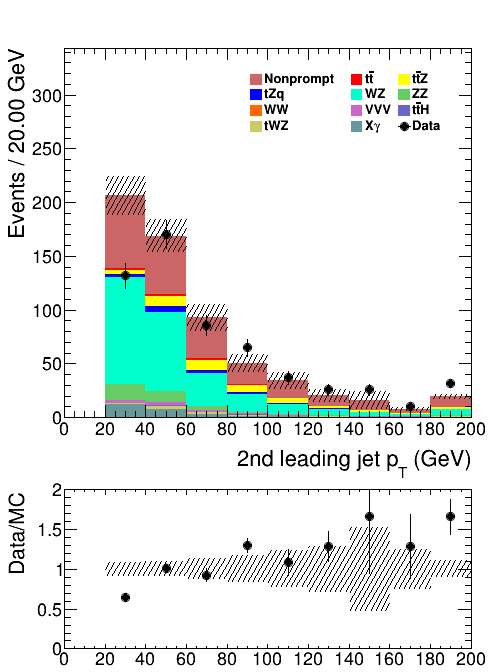 Events / 20.00 GeV
300
250
200
150
100
50
0
Nonprompt tt̄ tt̄Z
tZq WZ ZZ
WW VVV tt̄H
tWZ Xγ Data
0 20 40 60 80 100 120 140 160 180 200
2nd leading jet p_T (GeV)
Data/MC
2
1.5
1
0.5
0
0 20 40 60 80 100 120 140 160 180 200